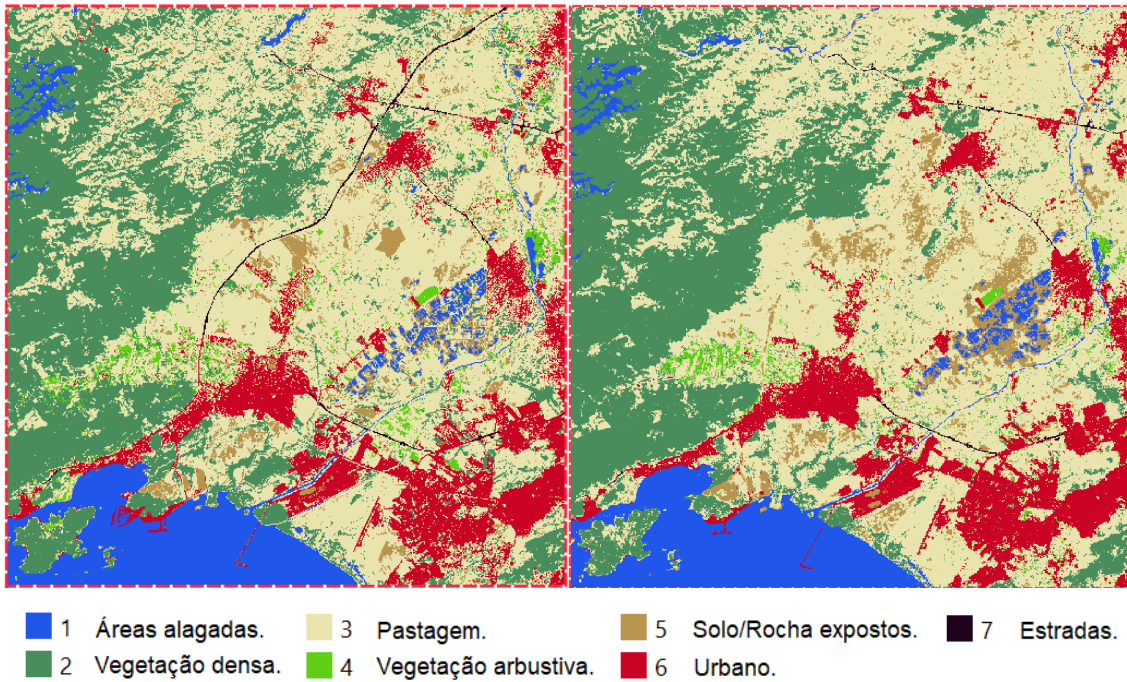 1 Áreas alagadas. 3 Pastagem. 5 Solo/Rocha expostos. 7 Estradas.
2 Vegetação densa. 4 Vegetação arbustiva. 6 Urbano.